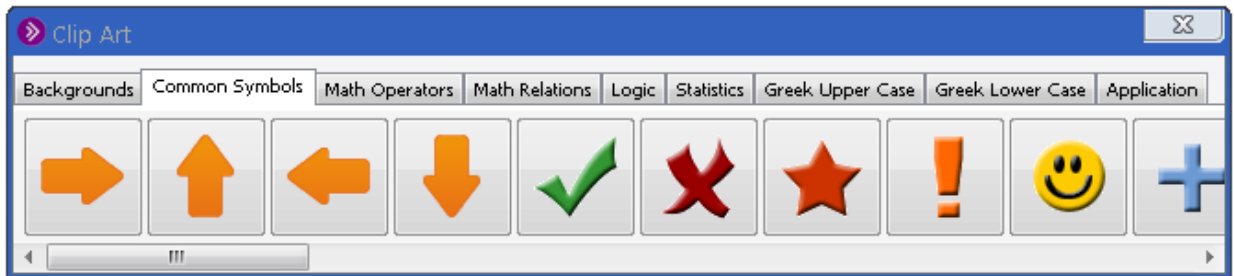 Clip Art
Backgrounds Common Symbols Math Operators Math Relations Logic Statistics Greek Upper Case Greek Lower Case Application